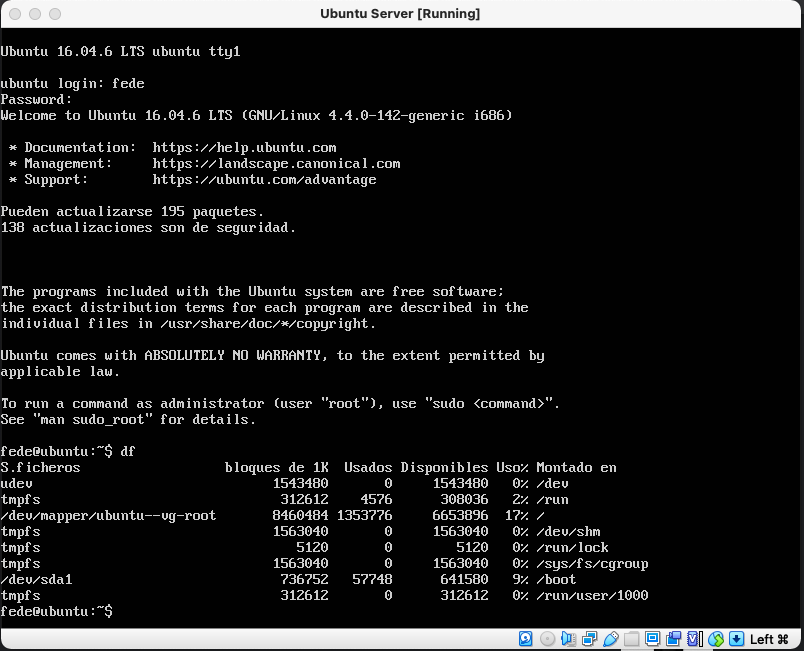 Ubuntu Server [Running]
Ubuntu 16.04.6 LTS ubuntu tty1
ubuntu login: fede
Password:
Welcome to Ubuntu 16.04.6 LTS (GNU/Linux 4.4.0-142-generic i686)
* Documentation:  https://help.ubuntu.com
* Management:     https://landscape.canonical.com
* Support:        https://ubuntu.com/advantage
Pueden actualizarse 195 paquetes.
138 actualizaciones son de seguridad.
The programs included with the Ubuntu system are free software;
the exact distribution terms for each program are described in the
individual files in /usr/share/doc/*/copyright.
Ubuntu comes with ABSOLUTELY NO WARRANTY, to the extent permitted by
applicable law.
To run a command as administrator (user "root"), use "sudo <command>".
See "man sudo_root" for details.
fede@ubuntu:~$ df
S.ficheros                  bloques de 1K  Usados Disponibles Uso% Montado en
udev                              1543480       0     1543480   0% /dev
tmpfs                              312612    4576      308036   2% /run
/dev/mapper/ubuntu--vg-root       8460484 1353776     6653896  17% /
tmpfs                             1563040       0     1563040   0% /dev/shm
tmpfs                                5120       0        5120   0% /run/lock
tmpfs                             1563040       0     1563040   0% /sys/fs/cgroup
/dev/sda1                          736752   57748      641580   9% /boot
tmpfs                              312612       0      312612   0% /run/user/1000
fede@ubuntu:~$
Left ⌘